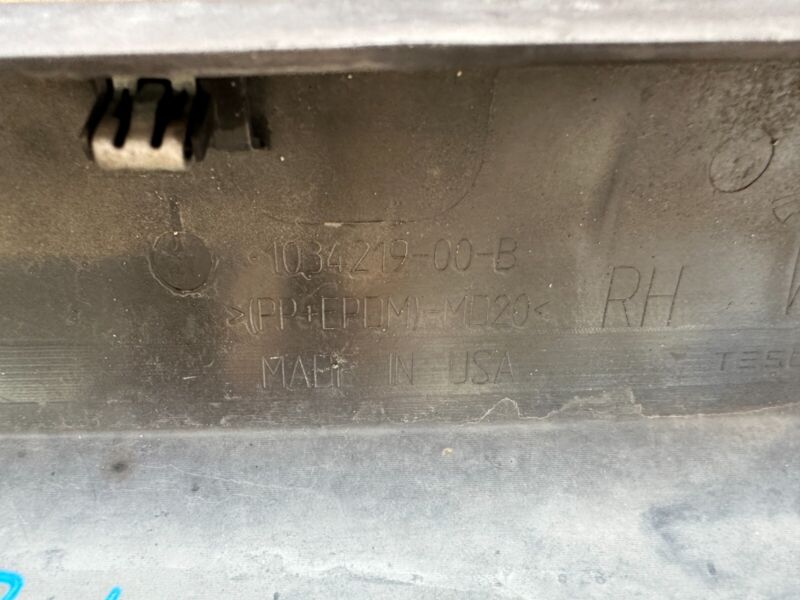 1034219-00-B
>(PP+EPDM)-MD20<
RH
MADE IN USA